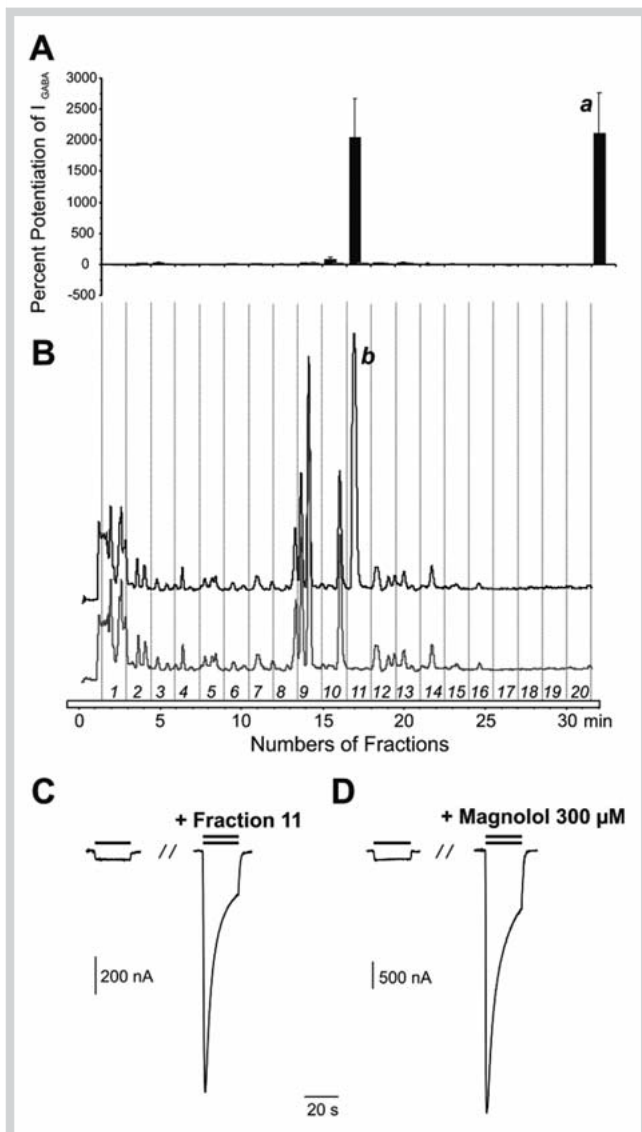 A
Percent Potentiation of I GABA
3000
2500
2000
1500
1000
500
0
-500
a
B
b
1 2 3 4 5 6 7 8 9 10 11 12 13 14 15 16 17 18 19 20
0 5 10 15 20 25 30 min
Numbers of Fractions
C
+ Fraction 11
//
200 nA
D
+ Magnolol 300 µM
//
500 nA
20 s